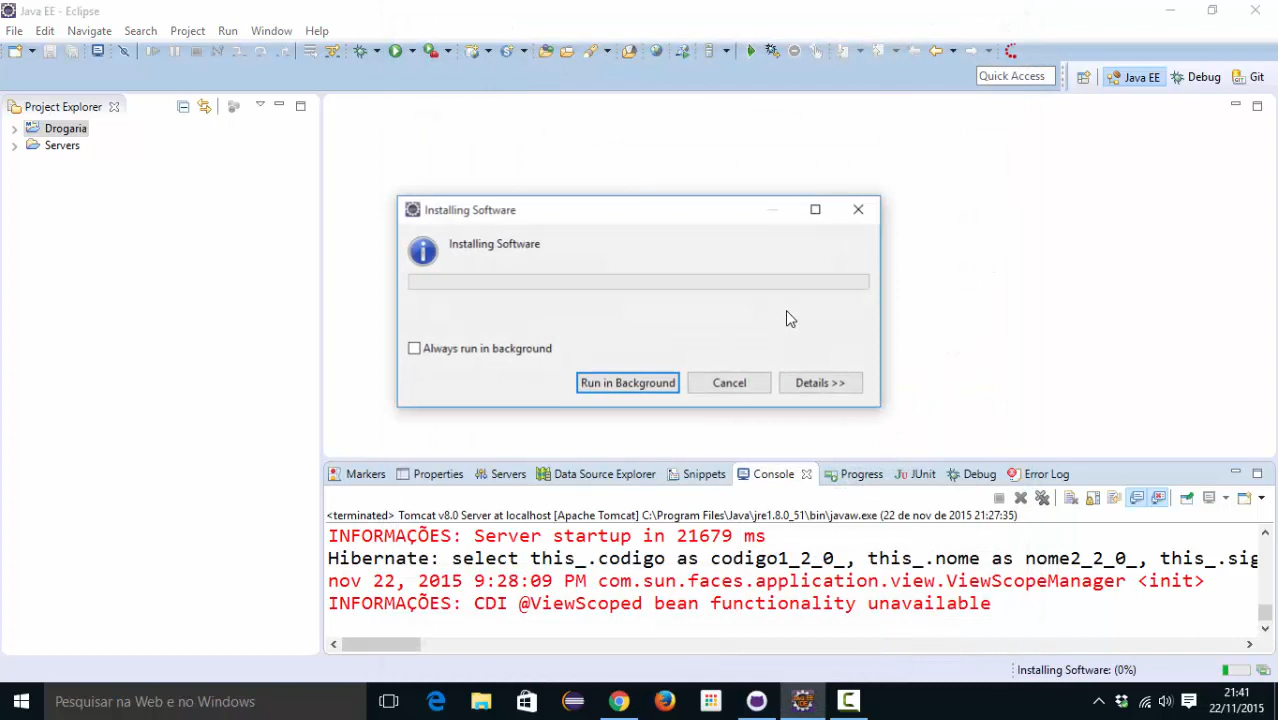 Java EE - Eclipse
File Edit Navigate Search Project Run Window Help
Quick Access Java EE Debug Git
Project Explorer
Drogaria
Servers
Installing Software
Installing Software
Always run in background
Run in Background Cancel Details >>
Markers Properties Servers Data Source Explorer Snippets Console Progress Ju JUnit Debug Error Log
<terminated> Tomcat v8.0 Server at localhost [Apache Tomcat] C:\Program Files\Java\jre1.8.0_51\bin\javaw.exe (22 de nov de 2015 21:27:35)
INFORMAÇÕES: Server startup in 21679 ms
Hibernate: select this_.codigo as codigo1_2_0_, this_.nome as nome2_2_0_, this_.sig
nov 22, 2015 9:28:09 PM com.sun.faces.application.view.ViewScopeManager <init>
INFORMAÇÕES: CDI @ViewScoped bean functionality unavailable
Installing Software: (0%)
Pesquisar na Web e no Windows
21:41
22/11/2015